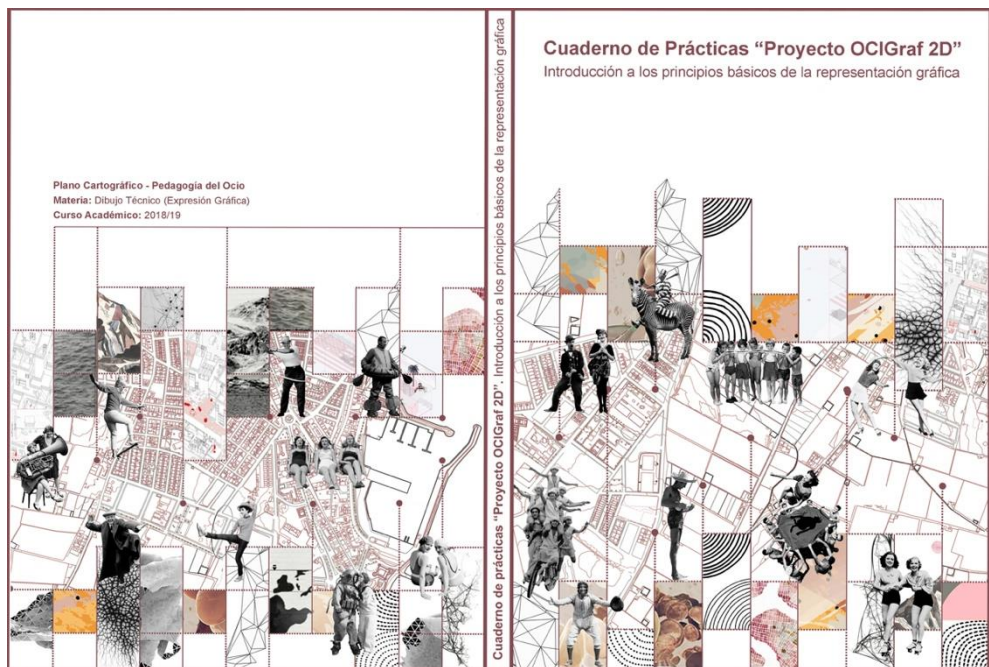 Cuaderno de Prácticas “Proyecto OCIGraf 2D”
Introducción a los principios básicos de la representación gráfica
Plano Cartográfico - Pedagogía del Ocio
Materia: Dibujo Técnico (Expresión Gráfica)
Curso Académico: 2018/19
Cuaderno de prácticas “Proyecto OCIGraf 2D”. Introducción a los principios básicos de la representación gráfica